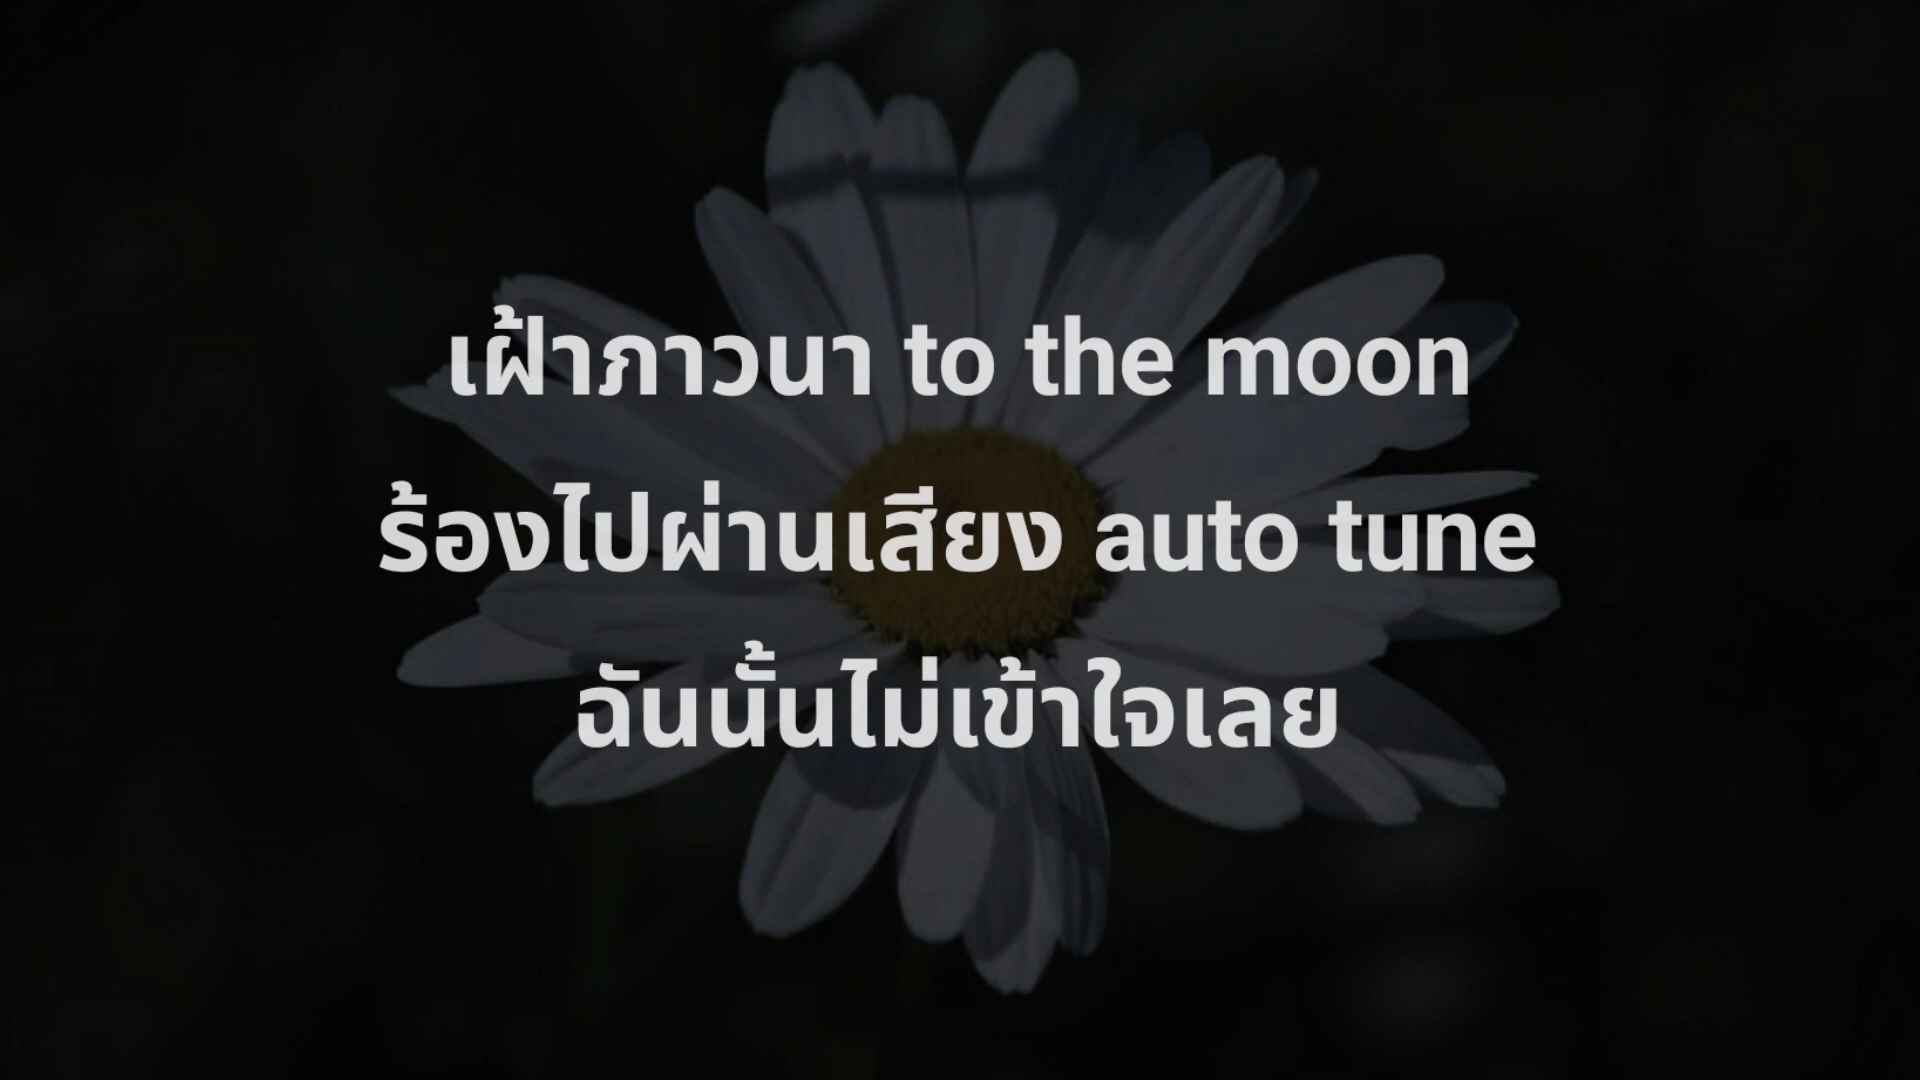 เฝ้าภาวนา to the moon
ร้องไปผ่านเสียง auto tune
ฉันนั้นไม่เข้าใจเลย